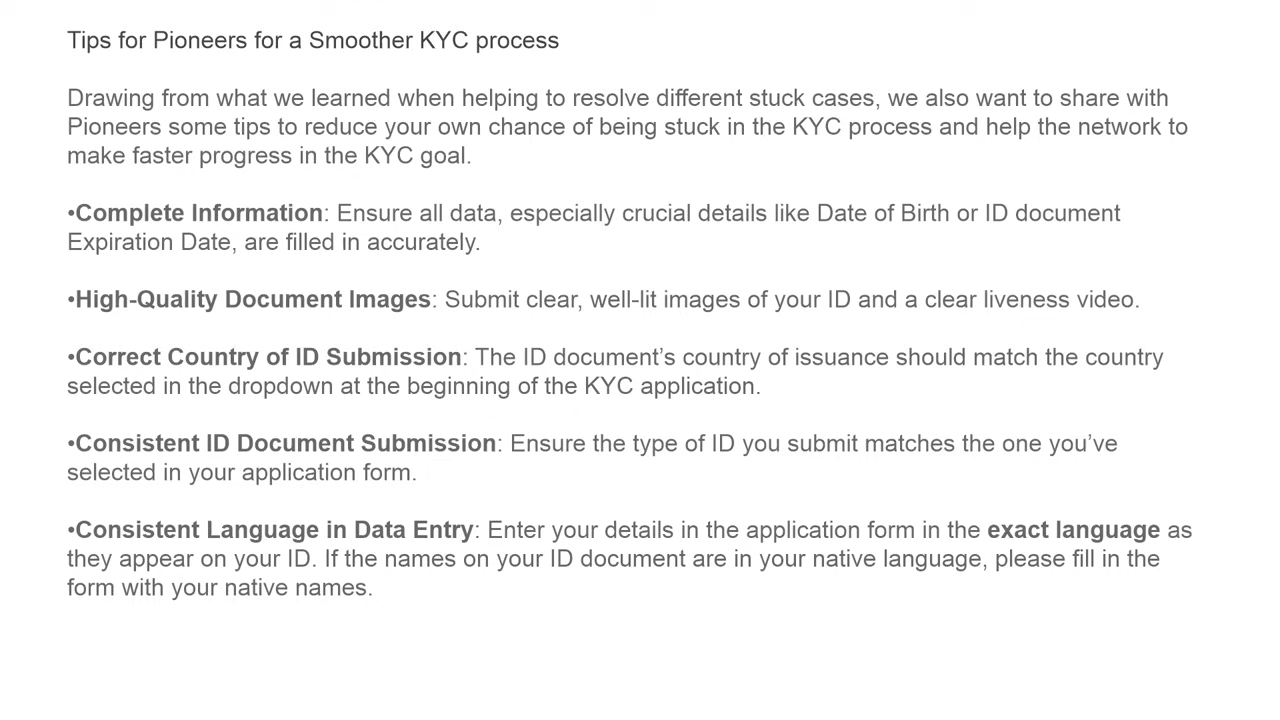 Tips for Pioneers for a Smoother KYC process
Drawing from what we learned when helping to resolve different stuck cases, we also want to share with
Pioneers some tips to reduce your own chance of being stuck in the KYC process and help the network to
make faster progress in the KYC goal.
•Complete Information: Ensure all data, especially crucial details like Date of Birth or ID document
Expiration Date, are filled in accurately.
•High-Quality Document Images: Submit clear, well-lit images of your ID and a clear liveness video.
•Correct Country of ID Submission: The ID document’s country of issuance should match the country
selected in the dropdown at the beginning of the KYC application.
•Consistent ID Document Submission: Ensure the type of ID you submit matches the one you’ve
selected in your application form.
•Consistent Language in Data Entry: Enter your details in the application form in the exact language as
they appear on your ID. If the names on your ID document are in your native language, please fill in the
form with your native names.